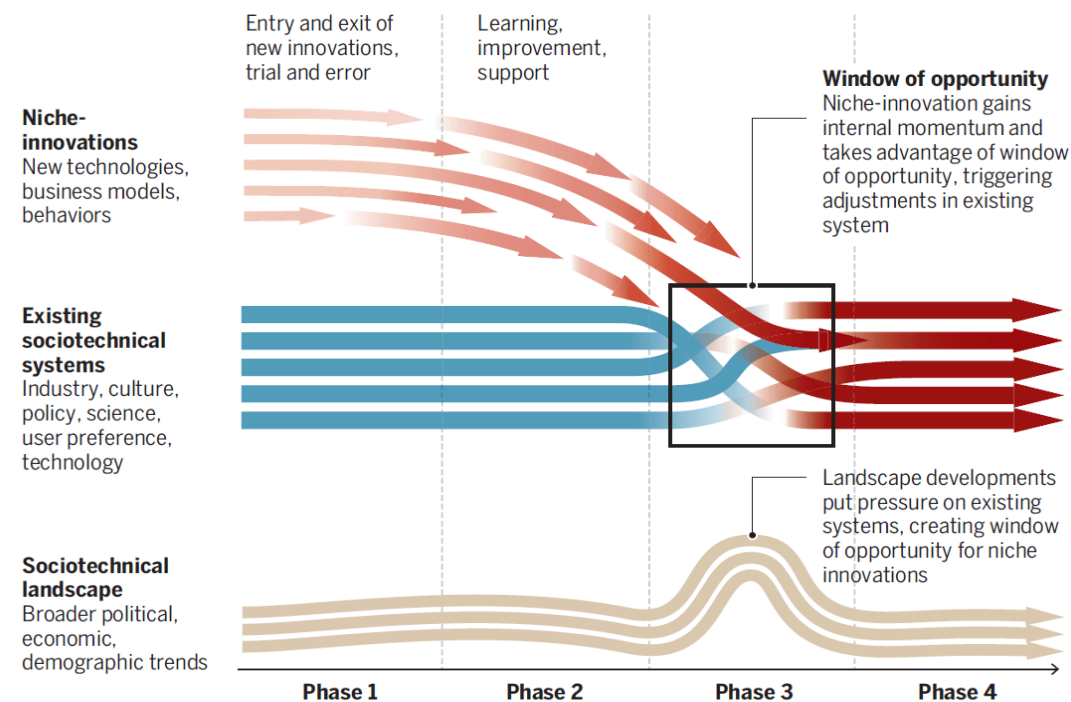 Entry and exit of
new innovations,
trial and error
Learning,
improvement,
support
Window of opportunity
Niche-innovation gains
internal momentum and
takes advantage of window
of opportunity, triggering
adjustments in existing
system
Niche-
innovations
New technologies,
business models,
behaviors
Existing
sociotechnical
systems
Industry, culture,
policy, science,
user preference,
technology
Landscape developments
put pressure on existing
systems, creating window
of opportunity for niche
innovations
Sociotechnical
landscape
Broader political,
economic,
demographic trends
Phase 1
Phase 2
Phase 3
Phase 4